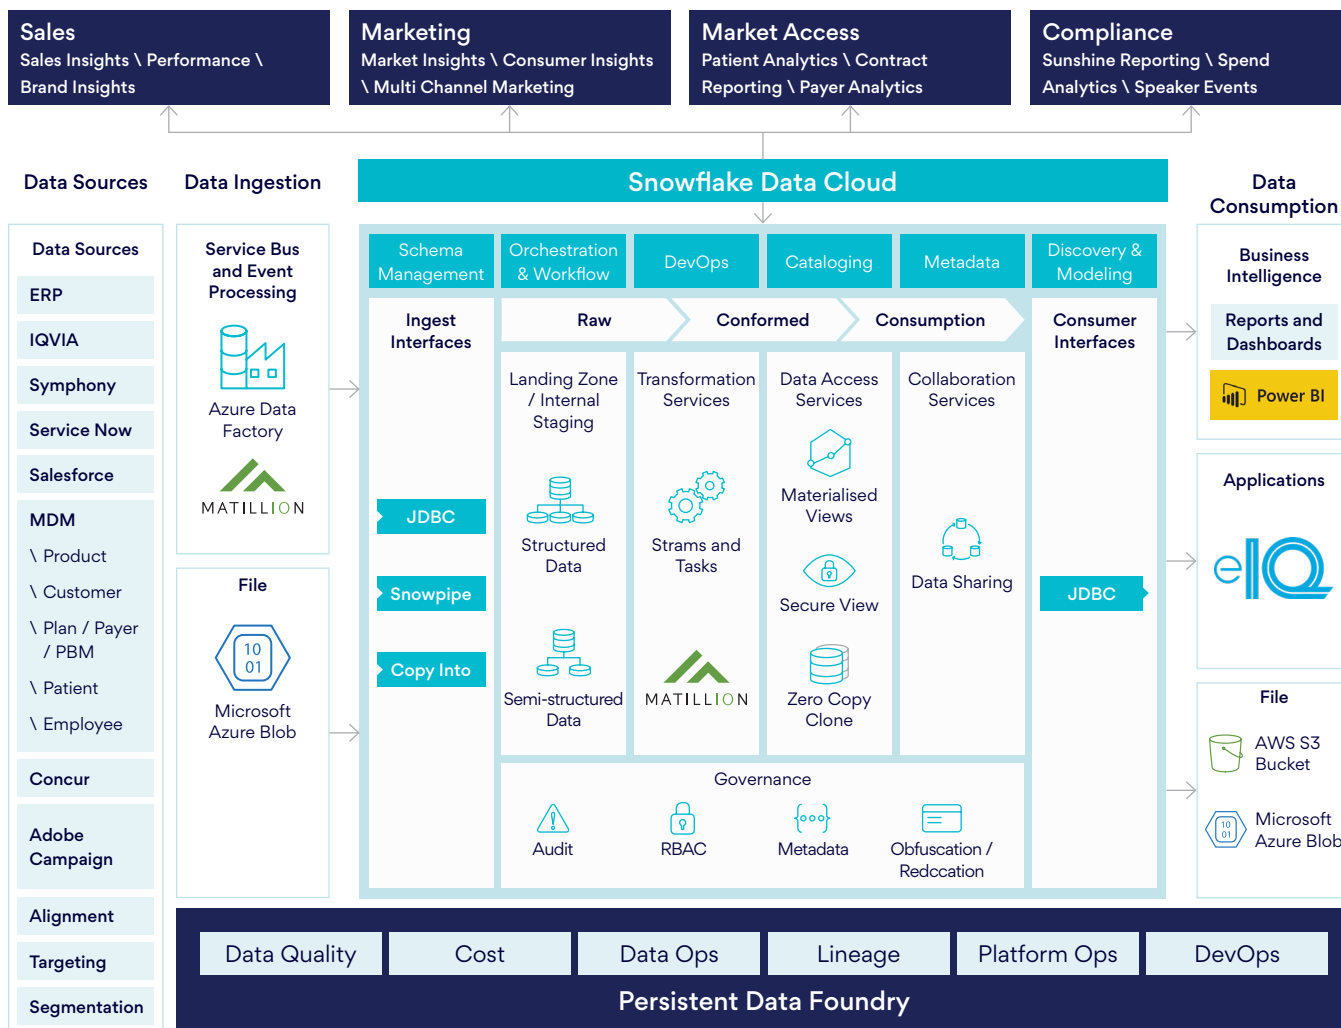 Sales
Sales Insights \ Performance \
Brand Insights
Marketing
Market Insights \ Consumer Insights
\ Multi Channel Marketing
Market Access
Patient Analytics \ Contract
Reporting \ Payer Analytics
Compliance
Sunshine Reporting \ Spend
Analytics \ Speaker Events
Data Sources
Data Ingestion
Snowflake Data Cloud
Data
Consumption
Data Sources
ERP
IQVIA
Symphony
Service Now
Salesforce
MDM
\ Product
\ Customer
\ Plan / Payer
/ PBM
\ Patient
\ Employee
Concur
Adobe
Campaign
Alignment
Targeting
Segmentation
Service Bus
and Event
Processing
Azure Data
Factory
MATILLION
File
10
01
Microsoft
Azure Blob
Schema
Management
Orchestration
& Workflow
DevOps
Cataloging
Metadata
Discovery &
Modeling
Ingest
Interfaces
JDBC
Snowpipe
Copy Into
Raw
Conformed
Consumption
Landing Zone
/ Internal
Staging
Structured
Data
Semi-structured
Data
Transformation
Services
Strams and
Tasks
MATILLION
Data Access
Services
Materialised
Views
Secure View
Zero Copy
Clone
Collaboration
Services
Data Sharing
Governance
Audit
RBAC
Metadata
Obfuscation /
Redccation
Consumer
Interfaces
JDBC
Business
Intelligence
Reports and
Dashboards
Power BI
Applications
eIQ
File
AWS S3
Bucket
10
01
Microsoft
Azure Blob
Data Quality
Cost
Data Ops
Lineage
Platform Ops
DevOps
Persistent Data Foundry